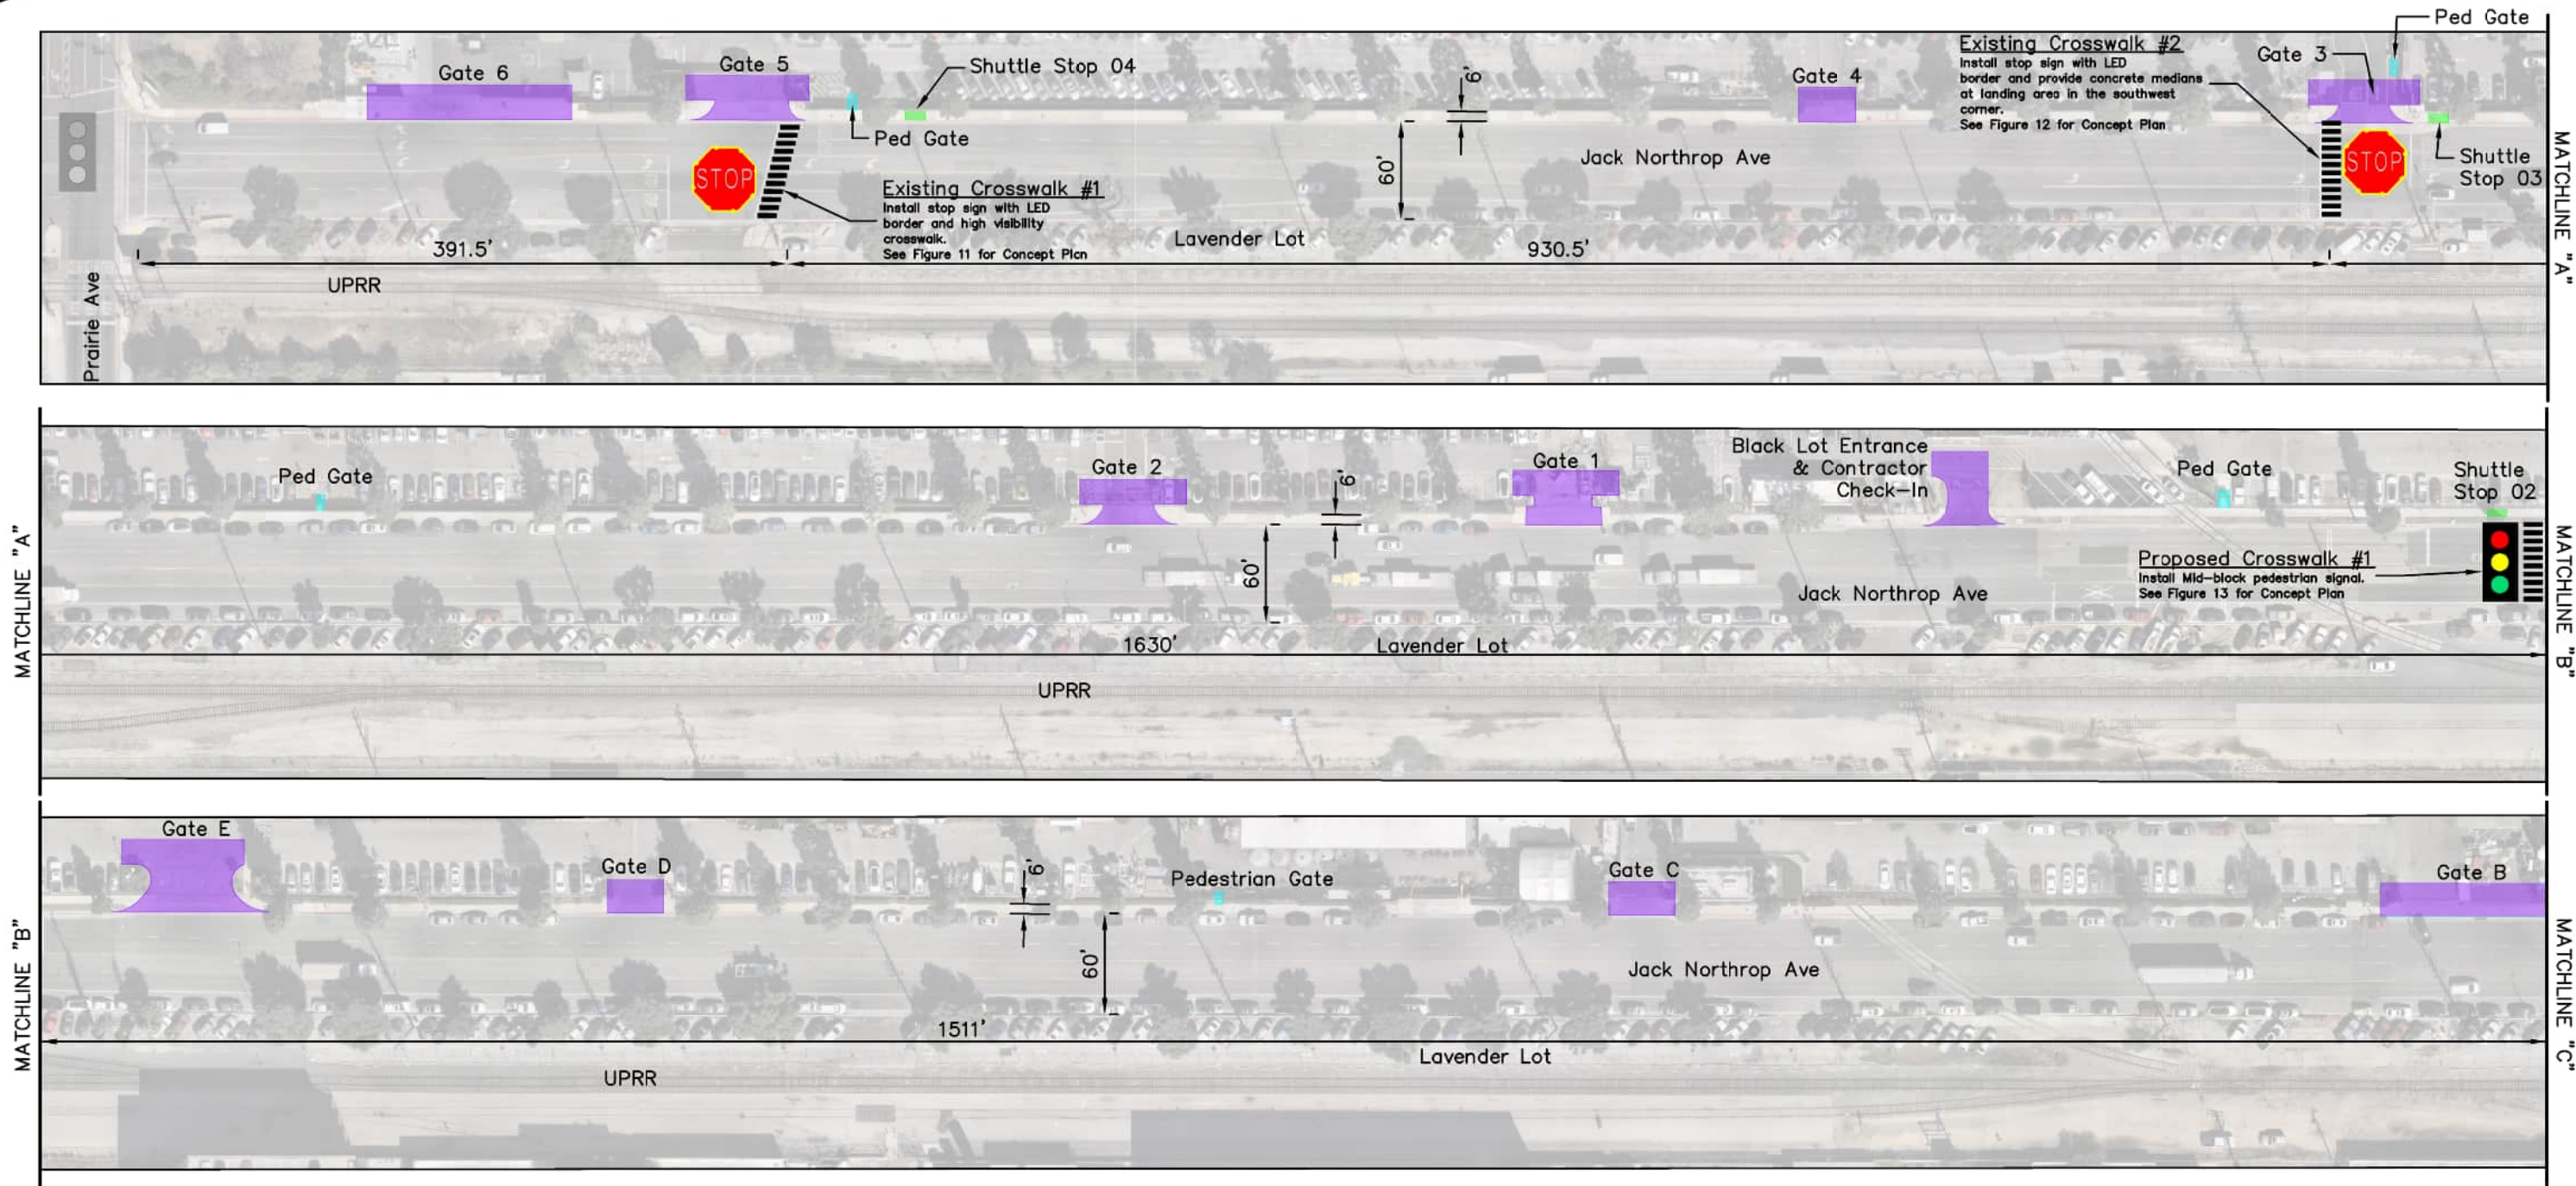 Ped Gate
Existing Crosswalk #2
Install stop sign with LED
border and provide concrete medians
at landing area in the southwest
corner.
See Figure 12 for Concept Plan
Gate 3
Gate 6
Gate 5
Shuttle Stop 04
Gate 4
6'
Ped Gate
60'
Jack Northrop Ave
STOP
STOP
Shuttle
Stop 03
Existing Crosswalk #1
Install stop sign with LED
border and high visibility
crosswalk.
See Figure 11 for Concept Plan
391.5'
Lavender Lot
930.5'
UPRR
Prairie Ave
MATCHLINE "A"
MATCHLINE "A"
Ped Gate
Gate 2
6'
Gate 1
Black Lot Entrance
& Contractor
Check-In
Ped Gate
Shuttle
Stop 02
60'
Proposed Crosswalk #1
Install Mid-block pedestrian signal.
See Figure 13 for Concept Plan
Jack Northrop Ave
1630'
Lavender Lot
UPRR
MATCHLINE "B"
MATCHLINE "B"
Gate E
Gate D
6'
Pedestrian Gate
Gate C
Gate B
60'
Jack Northrop Ave
1511'
Lavender Lot
UPRR
MATCHLINE "C"